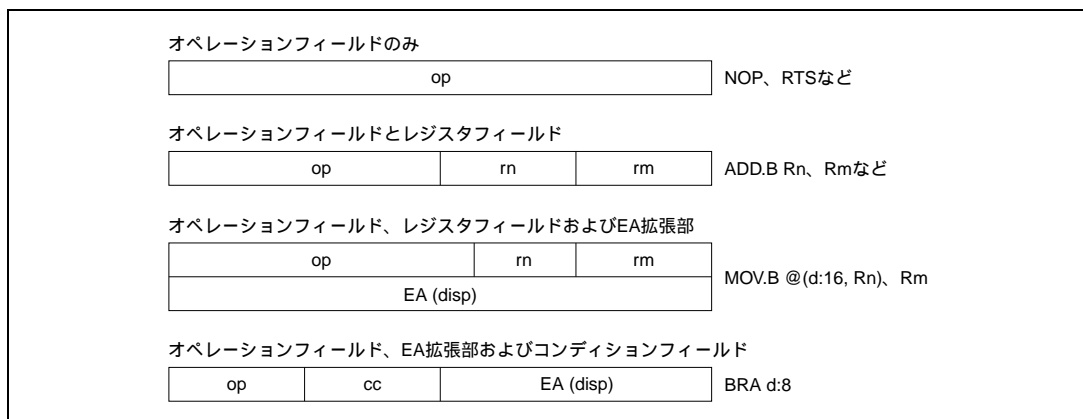 オペレーションフィールドのみ
op NOP、RTSなど
オペレーションフィールドとレジスタフィールド
op rn rm ADD.B Rn、Rmなど
オペレーションフィールド、レジスタフィールドおよびEA拡張部
op rn rm
EA (disp)
MOV.B @(d:16, Rn)、Rm
オペレーションフィールド、EA拡張部およびコンディションフィールド
op cc EA (disp) BRA d:8